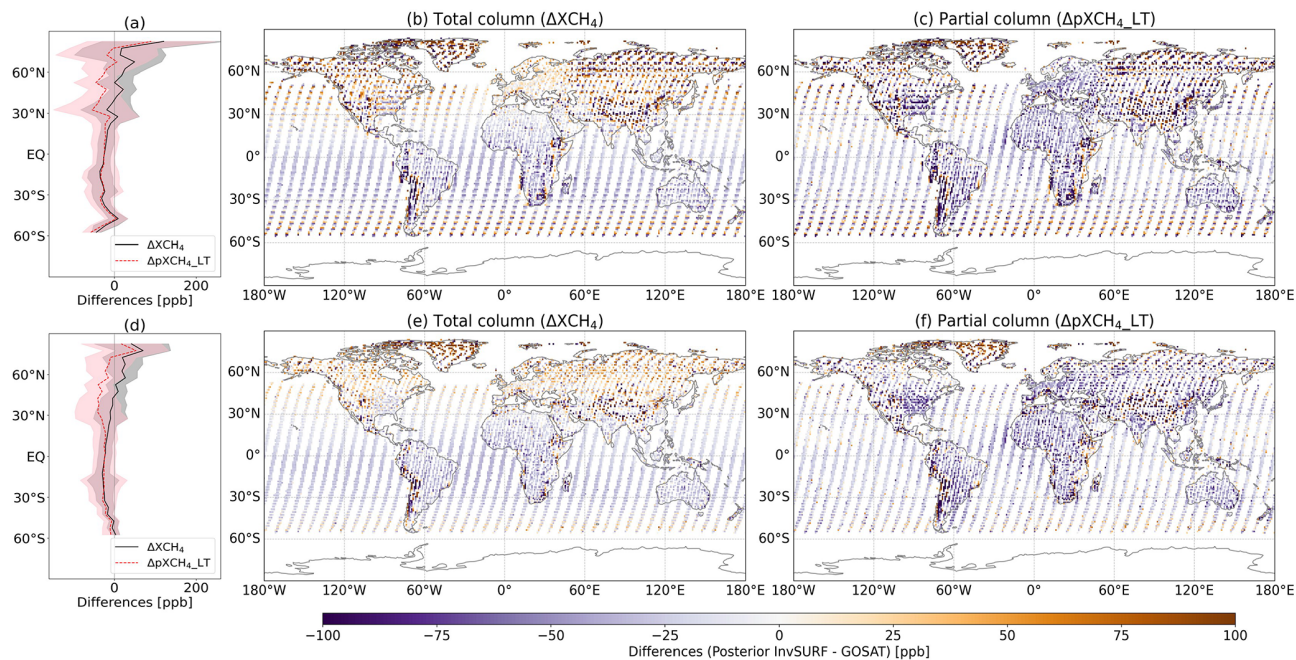 (a)
(b) Total column (ΔXCH₄)
(c) Partial column (ΔpXCH₄_LT)
60°N
30°N
EQ
30°S
60°S
ΔXCH₄
ΔpXCH₄_LT
0
200
Differences [ppb]
60°N
30°N
0°
30°S
60°S
180°W
120°W
60°W
0°
60°E
120°E
180°E
60°N
30°N
0°
30°S
60°S
180°W
120°W
60°W
0°
60°E
120°E
180°E
(d)
(e) Total column (ΔXCH₄)
(f) Partial column (ΔpXCH₄_LT)
60°N
30°N
EQ
30°S
60°S
ΔXCH₄
ΔpXCH₄_LT
0
200
Differences [ppb]
60°N
30°N
0°
30°S
60°S
180°W
120°W
60°W
0°
60°E
120°E
180°E
60°N
30°N
0°
30°S
60°S
180°W
120°W
60°W
0°
60°E
120°E
180°E
−100
−75
−50
−25
0
25
50
75
100
Differences (Posterior InvSURF - GOSAT) [ppb]